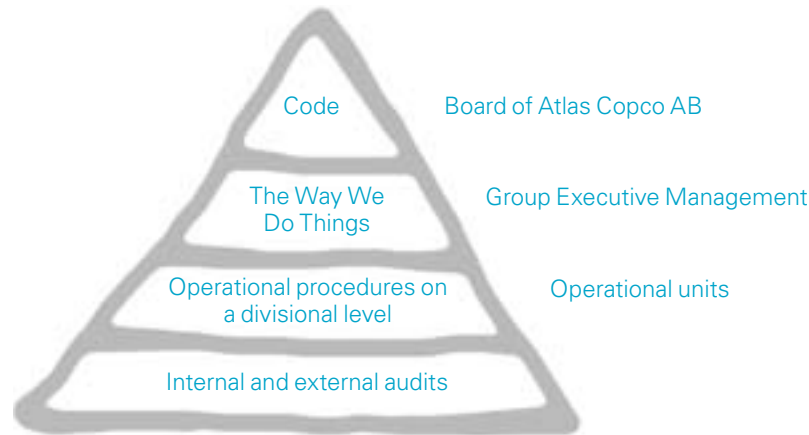 Code
Board of Atlas Copco AB
The Way We
Do Things
Group Executive Management
Operational procedures on
a divisional level
Operational units
Internal and external audits